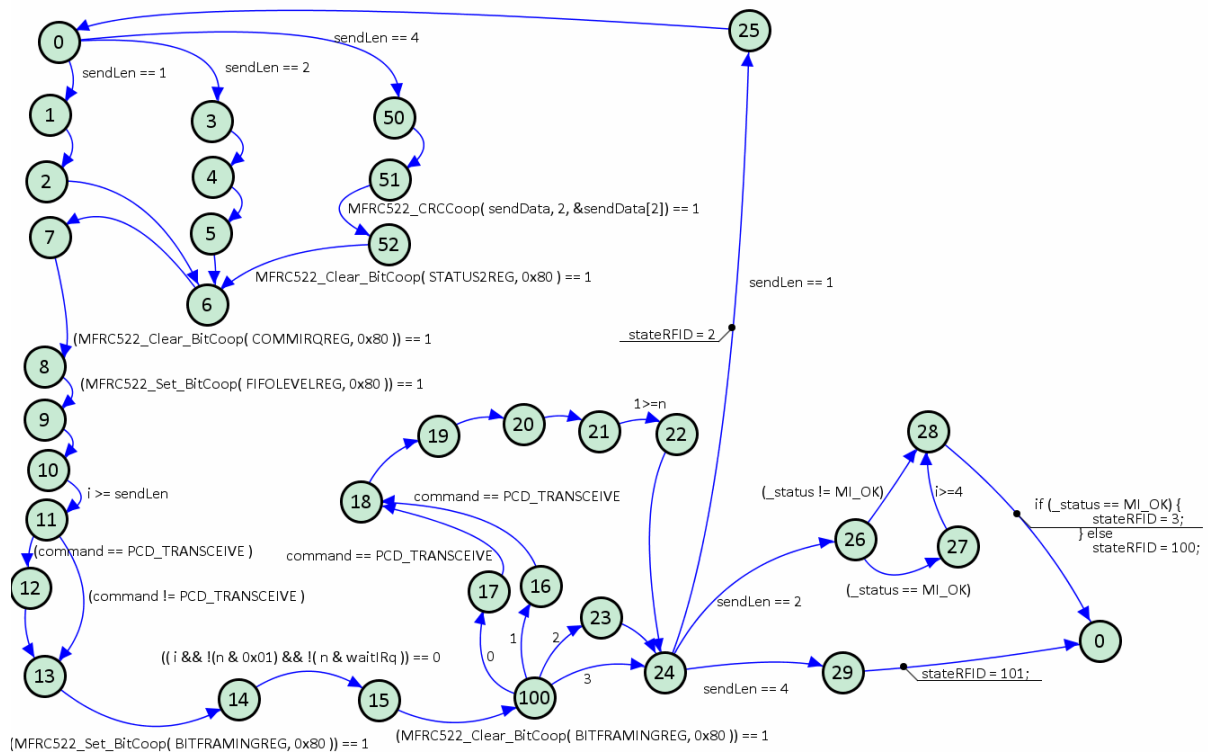 25
0
sendLen == 4
sendLen == 1
sendLen == 2
1
3
50
2
4
51
MFRC522_CRCCoop( sendData, 2, &sendData[2]) == 1
7
5
52
MFRC522_Clear_BitCoop( STATUS2REG, 0x80 ) == 1
6
sendLen == 1
stateRFID = 2
(MFRC522_Clear_BitCoop( COMMIRQREG, 0x80 )) == 1
8
(MFRC522_Set_BitCoop( FIFOLEVELREG, 0x80 )) == 1
9
19
20
21
1>=n
22
28
10
i >= sendLen
18
command == PCD_TRANSCEIVE
(_status != MI_OK)
i>=4
if (_status == MI_OK) {
stateRFID = 3;
} else
stateRFID = 100;
11
(command == PCD_TRANSCEIVE )
command == PCD_TRANSCEIVE
26
27
12
(command != PCD_TRANSCEIVE )
17
16
(_status == MI_OK)
sendLen == 2
23
0
1
2
0
(( i && !(n & 0x01) && !( n & waitIRq )) == 0
13
3
24
29
stateRFID = 101;
sendLen == 4
14
15
100
(MFRC522_Set_BitCoop( BITFRAMINGREG, 0x80 )) == 1
(MFRC522_Clear_BitCoop( BITFRAMINGREG, 0x80 )) == 1